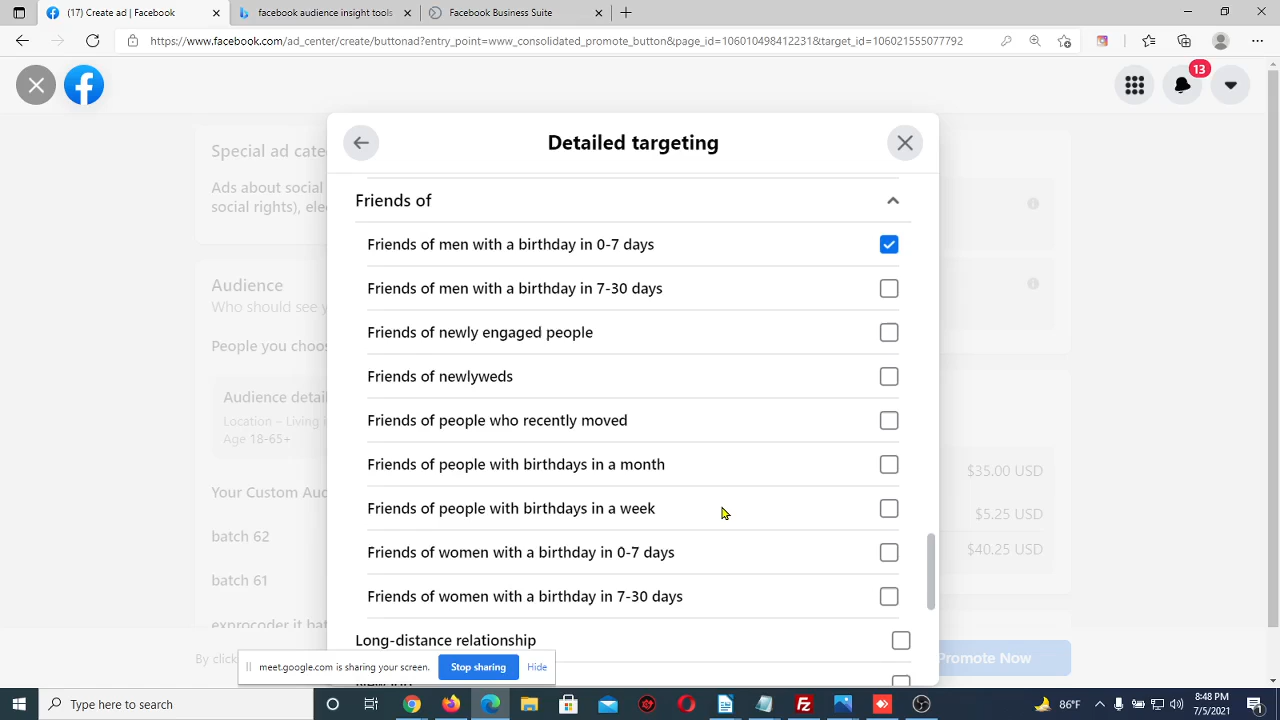 (17) Create ad | Facebook
facebook advertice tools
Facebook Business Suite
https://www.facebook.com/ad_center/create/buttonad?entry_point=www_consolidated_promote_button&page_id=106010498412231&target_id=106021555077792
13
Detailed targeting
Special ad cate
Ads about social
social rights), ele
Friends of
Friends of men with a birthday in 0-7 days
Friends of men with a birthday in 7-30 days
Audience
Who should see y
Friends of newly engaged people
People you choos
Friends of newlyweds
Audience detai
Location – Living i
Friends of people who recently moved
Age 18-65+
Friends of people with birthdays in a month
$35.00 USD
Your Custom Au
Friends of people with birthdays in a week
$5.25 USD
batch 62
Friends of women with a birthday in 0-7 days
$40.25 USD
batch 61
Friends of women with a birthday in 7-30 days
Long-distance relationship
By click
meet.google.com is sharing your screen.
Stop sharing
Hide
Promote Now
Type here to search
86°F
8:48 PM
7/5/2021